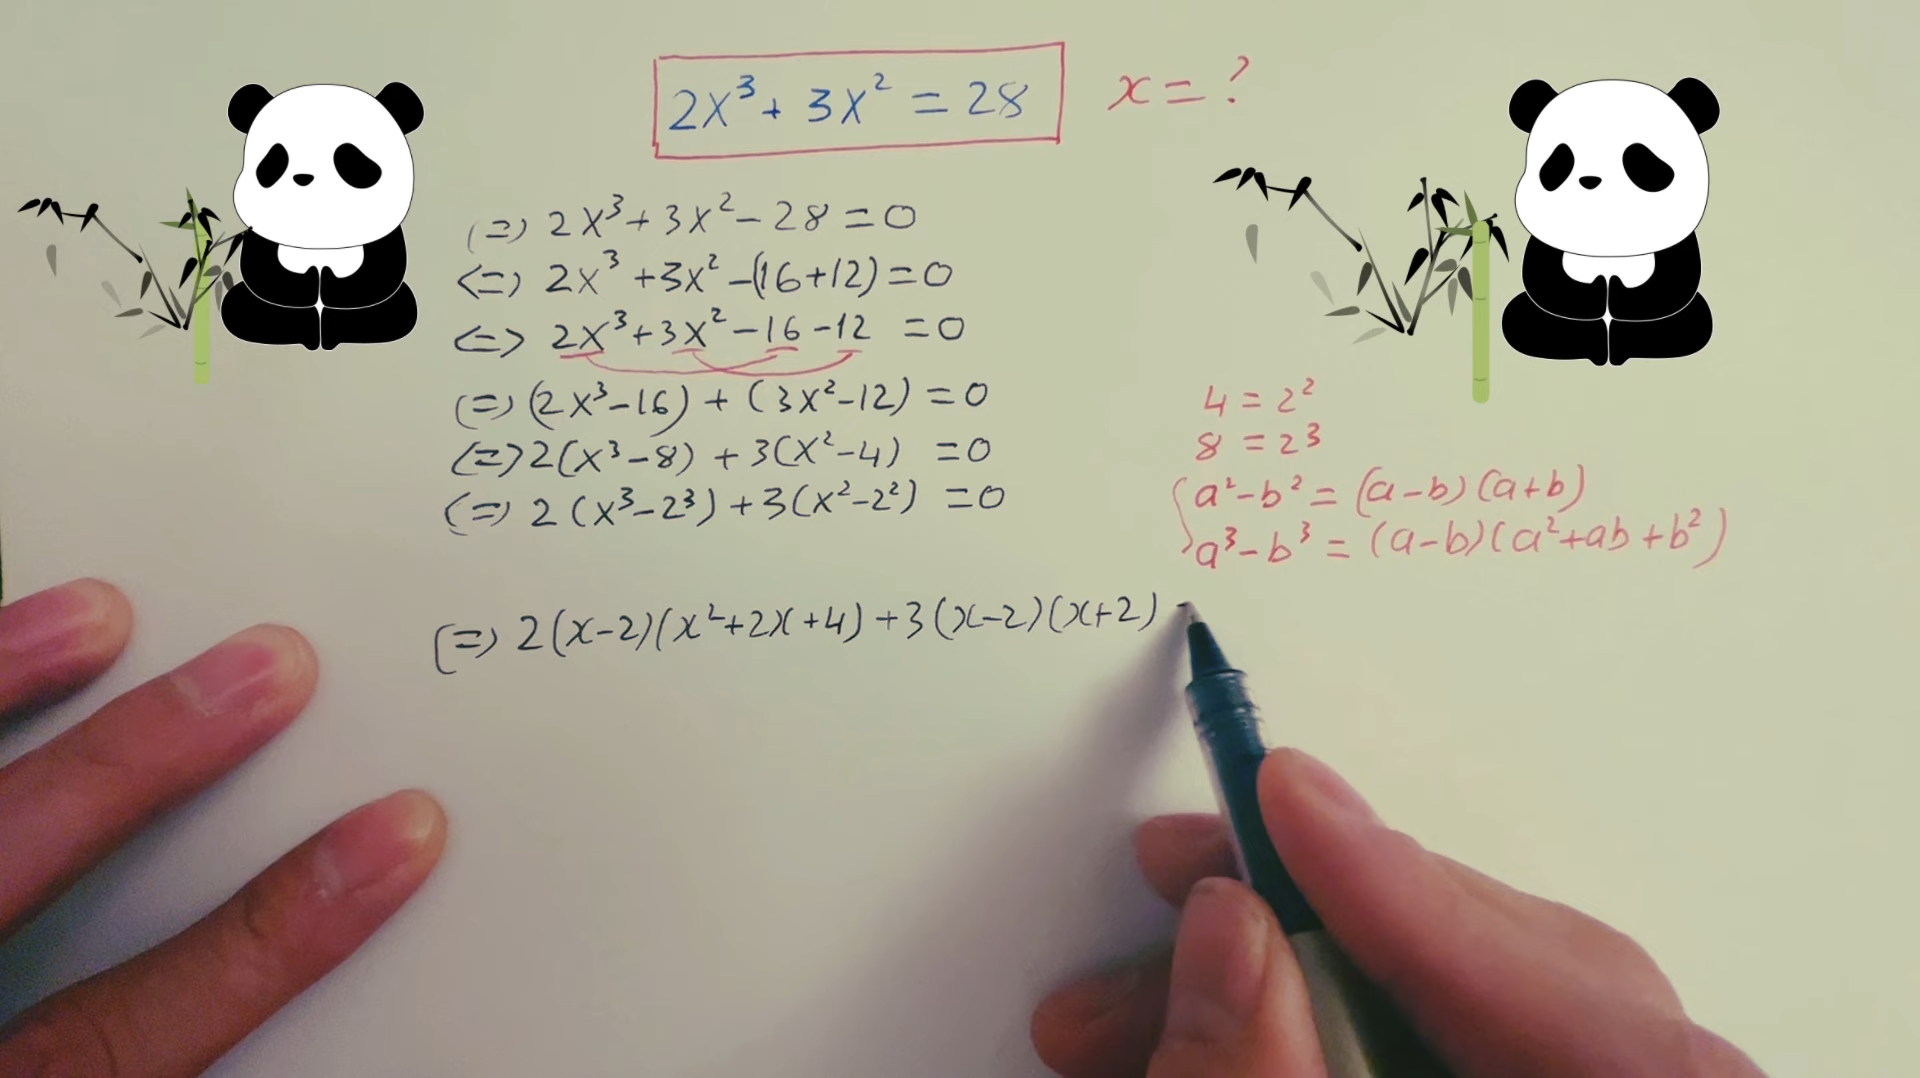 2x³ + 3x² = 28 x = ?
(=) 2x³ + 3x² - 28 = 0
<=) 2x³ + 3x² - (16 + 12) = 0
<=> 2x³ + 3x² - 16 - 12 = 0
(=) (2x³ - 16) + (3x² - 12) = 0
(=) 2(x³ - 8) + 3(x² - 4) = 0
(=) 2(x³ - 2³) + 3(x² - 2²) = 0
4 = 2²
8 = 2³
a² - b² = (a - b)(a + b)
a³ - b³ = (a - b)(a² + ab + b²)
(=) 2(x - 2)(x² + 2x + 4) + 3(x - 2)(x + 2) -